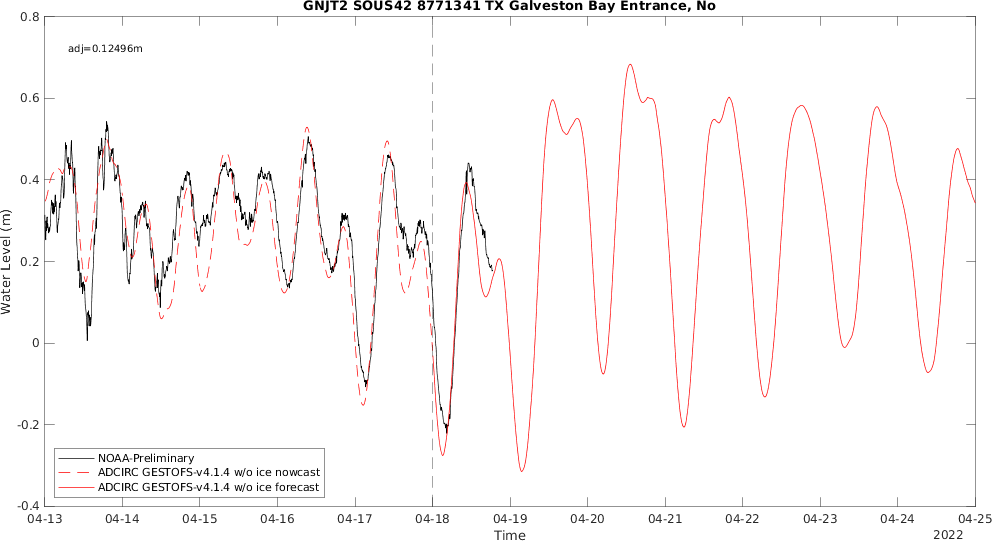 GNJT2 SOUS42 8771341 TX Galveston Bay Entrance, No
adj=0.12496m
0.8
0.6
0.4
0.2
0
-0.2
-0.4
Water Level (m)
NOAA-Preliminary
ADCIRC GESTOFS-v4.1.4 w/o ice nowcast
ADCIRC GESTOFS-v4.1.4 w/o ice forecast
04-13 04-14 04-15 04-16 04-17 04-18 04-19 04-20 04-21 04-22 04-23 04-24 04-25
Time
2022